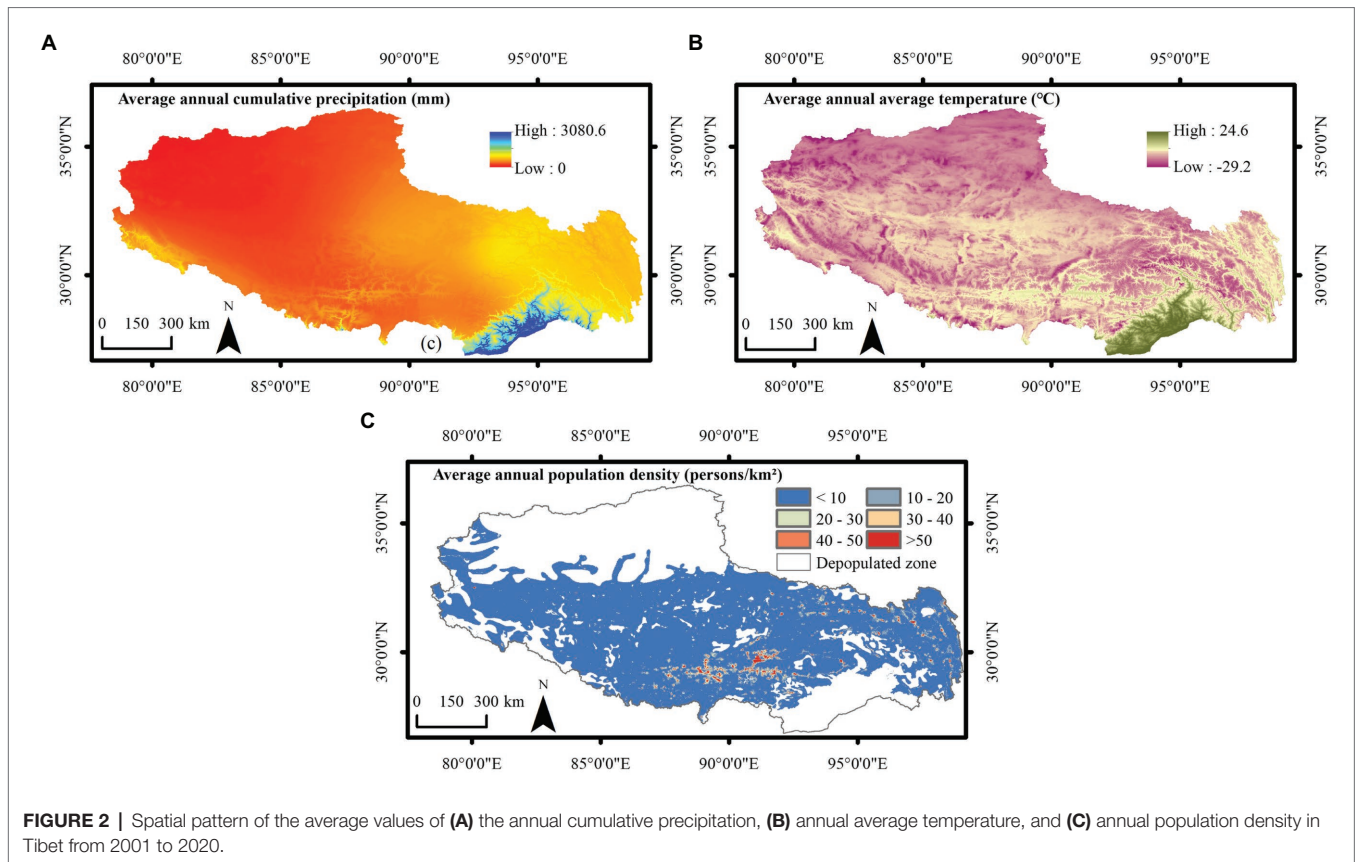 A
80°0'0"E 85°0'0"E 90°0'0"E 95°0'0"E
Average annual cumulative precipitation (mm)
High : 3080.6
Low : 0
35°0'0"N
30°0'0"N
35°0'0"N
30°0'0"N
N
0 150 300 km
(c)
80°0'0"E 85°0'0"E 90°0'0"E 95°0'0"E
B
80°0'0"E 85°0'0"E 90°0'0"E 95°0'0"E
Average annual average temperature (°C)
High : 24.6
Low : -29.2
35°0'0"N
30°0'0"N
35°0'0"N
30°0'0"N
N
0 150 300 km
80°0'0"E 85°0'0"E 90°0'0"E 95°0'0"E
C
80°0'0"E 85°0'0"E 90°0'0"E 95°0'0"E
Average annual population density (persons/km²)
< 10 10 - 20
20 - 30 30 - 40
40 - 50 >50
Depopulated zone
35°0'0"N
30°0'0"N
35°0'0"N
30°0'0"N
N
0 150 300 km
80°0'0"E 85°0'0"E 90°0'0"E 95°0'0"E
FIGURE 2 | Spatial pattern of the average values of (A) the annual cumulative precipitation, (B) annual average temperature, and (C) annual population density in
Tibet from 2001 to 2020.